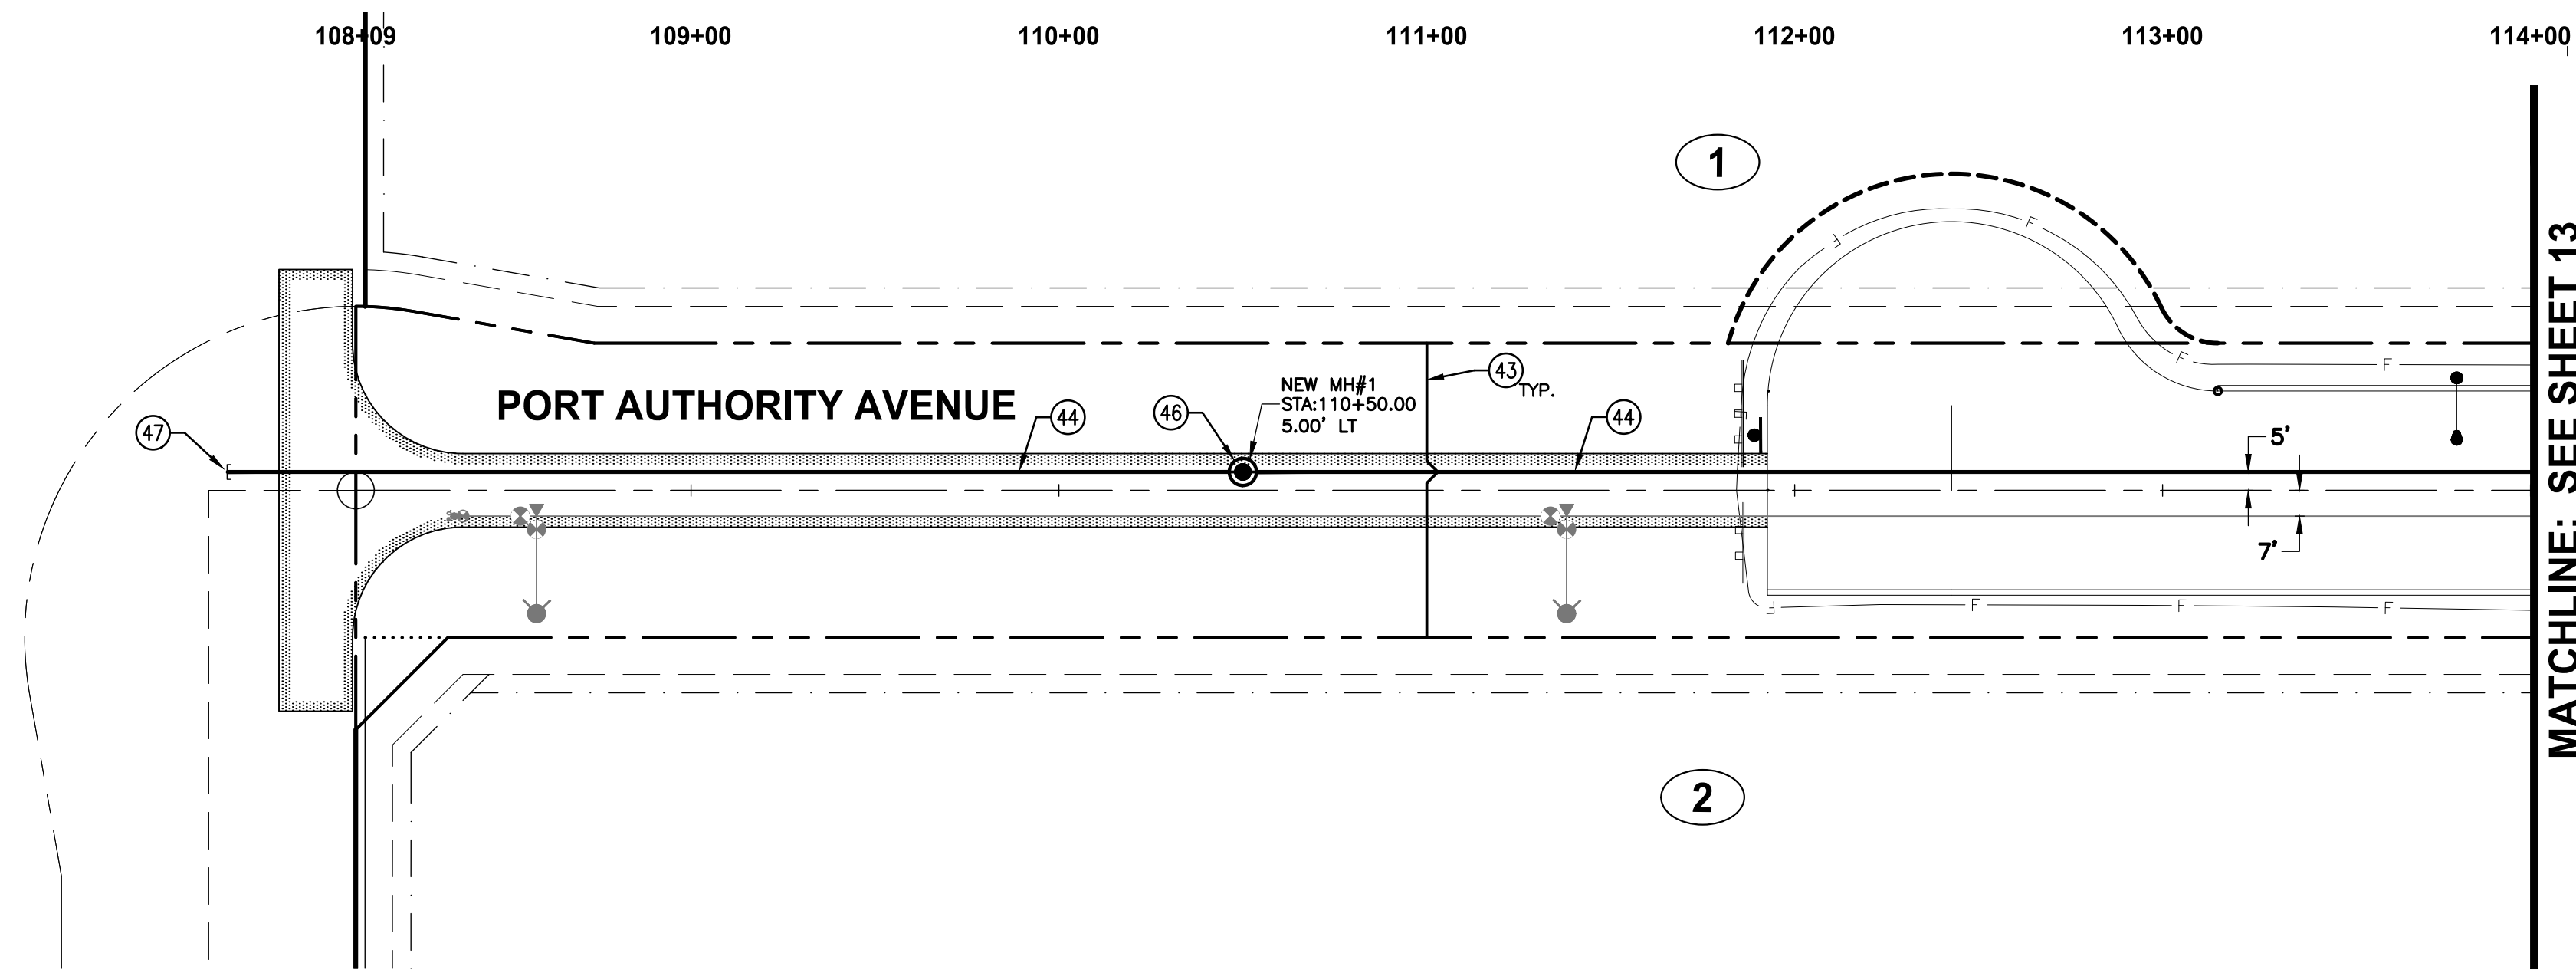 108+09 109+00 110+00 111+00 112+00 113+00 114+00
1
F
F
MATCHLINE: SEE SHEET 13
F
F
43
TYP.
NEW MH#1
STA:110+50.00
5.00' LT
PORT AUTHORITY AVENUE
44
46
44
47
5'
7'
F
F
F
F
2